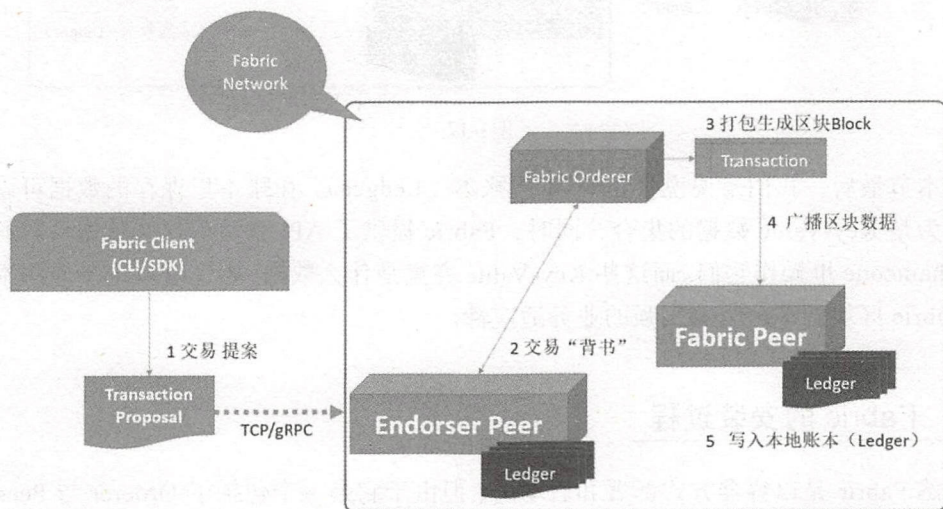 Fabric
Network
3 打包生成区块Block
Fabric Orderer
Transaction
4 广播区块数据
Fabric Client
(CLI/SDK)
1 交易 提案
2 交易“背书”
Fabric Peer
Ledger
Transaction
Proposal
TCP/gRPC
Endorser Peer
Ledger
5 写入本地账本（Ledger）